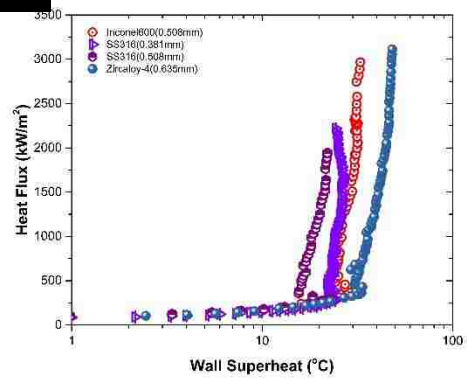 3500
3000
2500
2000
1500
1000
500
0
Heat Flux (kW/m²)
Inconel600(0.508mm)
SS316(0.381mm)
SS316(0.508mm)
Zircaloy-4(0.635mm)
1 10 100
Wall Superheat (°C)